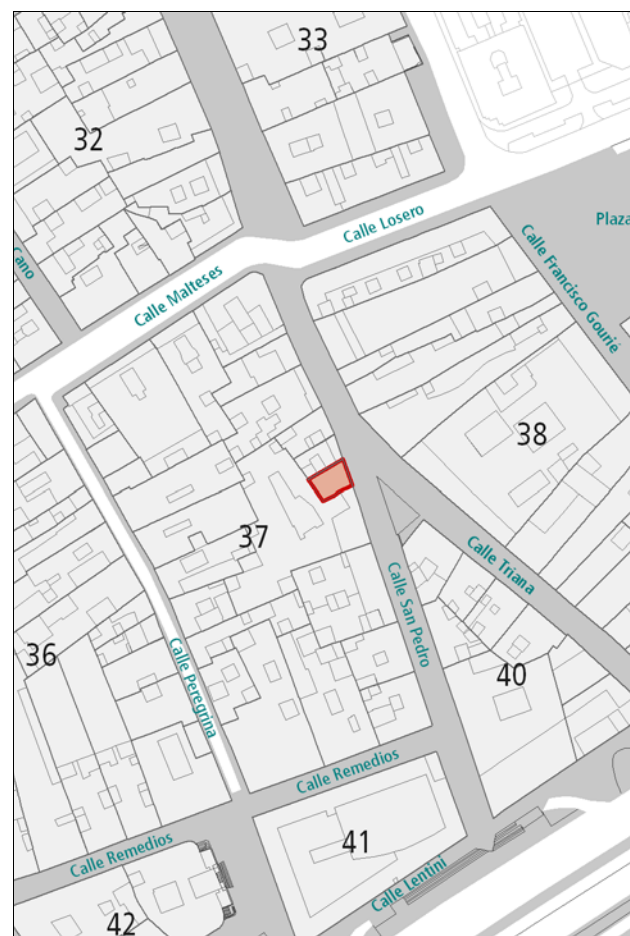 33
32
Calle Losero
Plaza
Cano
Calle Francisco Gourié
Calle Malteses
38
37
Calle Triana
Calle San Pedro
36
Calle Peregrina
40
Calle Remedios
41
Calle Remedios
Calle Lentini
42